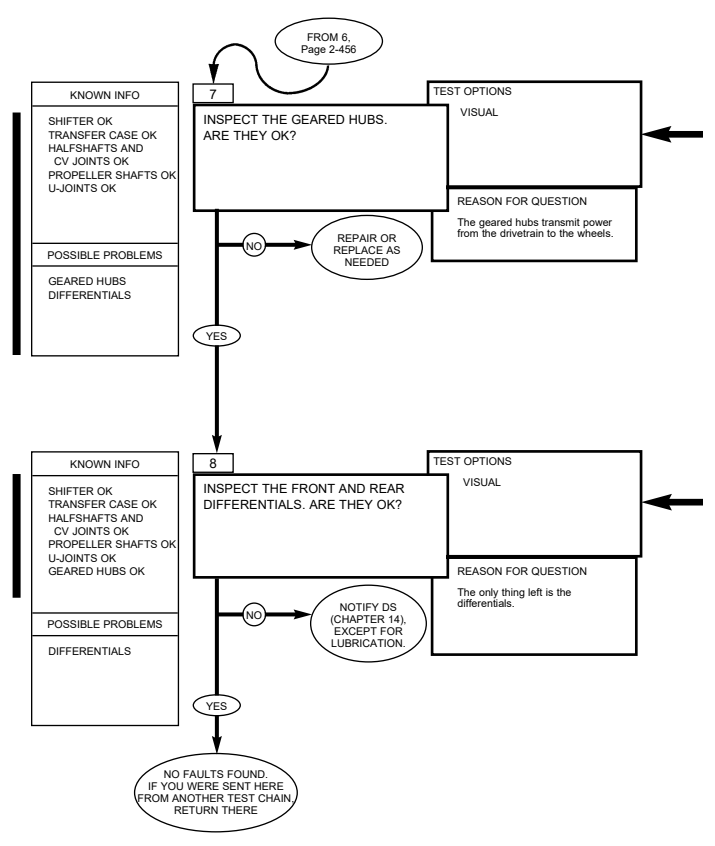 FROM 6,
Page 2-456
7
KNOWN INFO
SHIFTER OK
TRANSFER CASE OK
HALFSHAFTS AND
CV JOINTS OK
PROPELLER SHAFTS OK
U-JOINTS OK
POSSIBLE PROBLEMS
GEARED HUBS
DIFFERENTIALS
INSPECT THE GEARED HUBS.
ARE THEY OK?
TEST OPTIONS
VISUAL
REASON FOR QUESTION
The geared hubs transmit power
from the drivetrain to the wheels.
NO
REPAIR OR
REPLACE AS
NEEDED
YES
8
KNOWN INFO
SHIFTER OK
TRANSFER CASE OK
HALFSHAFTS AND
CV JOINTS OK
PROPELLER SHAFTS OK
U-JOINTS OK
GEARED HUBS OK
POSSIBLE PROBLEMS
DIFFERENTIALS
INSPECT THE FRONT AND REAR
DIFFERENTIALS. ARE THEY OK?
TEST OPTIONS
VISUAL
REASON FOR QUESTION
The only thing left is the
differentials.
NO
NOTIFY DS
(CHAPTER 14),
EXCEPT FOR
LUBRICATION.
YES
NO FAULTS FOUND.
IF YOU WERE SENT HERE
FROM ANOTHER TEST CHAIN,
RETURN THERE